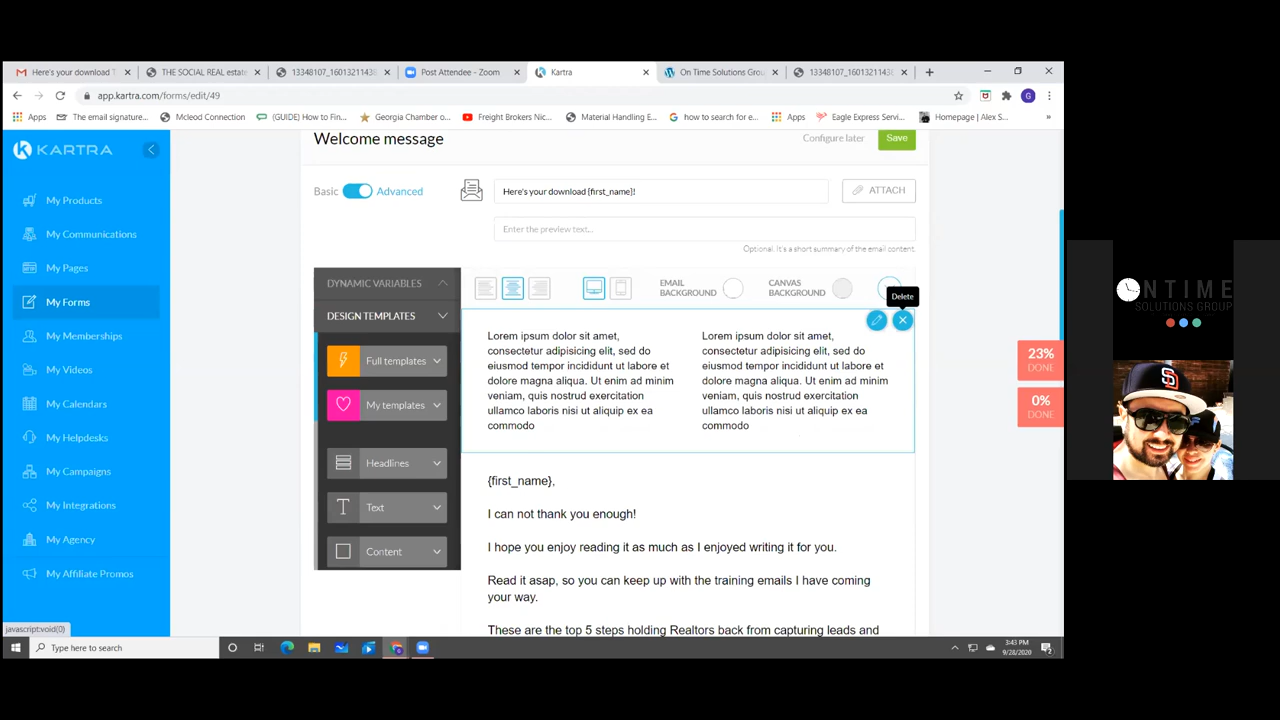 Here's your download T
THE SOCIAL REAL estate
13348107_16013211438
Post Attendee - Zoom
Kartra
On Time Solutions Grou
13348107_16013211438
app.kartra.com/forms/edit/49
G
Apps
The email signature...
Mcleod Connection
(GUIDE) How to Fin...
Georgia Chamber o...
Freight Brokers Nic...
Material Handling E...
how to search for e...
Apps
Eagle Express Servi...
Homepage | Alex S...
KARTRA
Welcome message
Configure later
Save
Basic
Advanced
Here's your download {first_name}!
ATTACH
Enter the preview text...
Optional, it's a short summary of the email content.
My Products
My Communications
My Pages
My Forms
My Memberships
My Videos
My Calendars
My Helpdesks
My Campaigns
My Integrations
My Agency
My Affiliate Promos
DYNAMIC VARIABLES
DESIGN TEMPLATES
Full templates
My templates
Headlines
Text
Content
EMAIL
BACKGROUND
CANVAS
BACKGROUND
Delete
Lorem ipsum dolor sit amet,
consectetur adipisicing elit, sed do
eiusmod tempor incididunt ut labore et
dolore magna aliqua. Ut enim ad minim
veniam, quis nostrud exercitation
ullamco laboris nisi ut aliquip ex ea
commodo
Lorem ipsum dolor sit amet,
consectetur adipisicing elit, sed do
eiusmod tempor incididunt ut labore et
dolore magna aliqua. Ut enim ad minim
veniam, quis nostrud exercitation
ullamco laboris nisi ut aliquip ex ea
commodo
{first_name},
I can not thank you enough!
I hope you enjoy reading it as much as I enjoyed writing it for you.
Read it asap, so you can keep up with the training emails I have coming
your way.
These are the top 5 steps holding Realtors back from capturing leads and
23%
DONE
0%
DONE
ONTIME
SOLUTIONS GROUP
javascript:void(0)
Type here to search
3:43 PM
9/28/2020